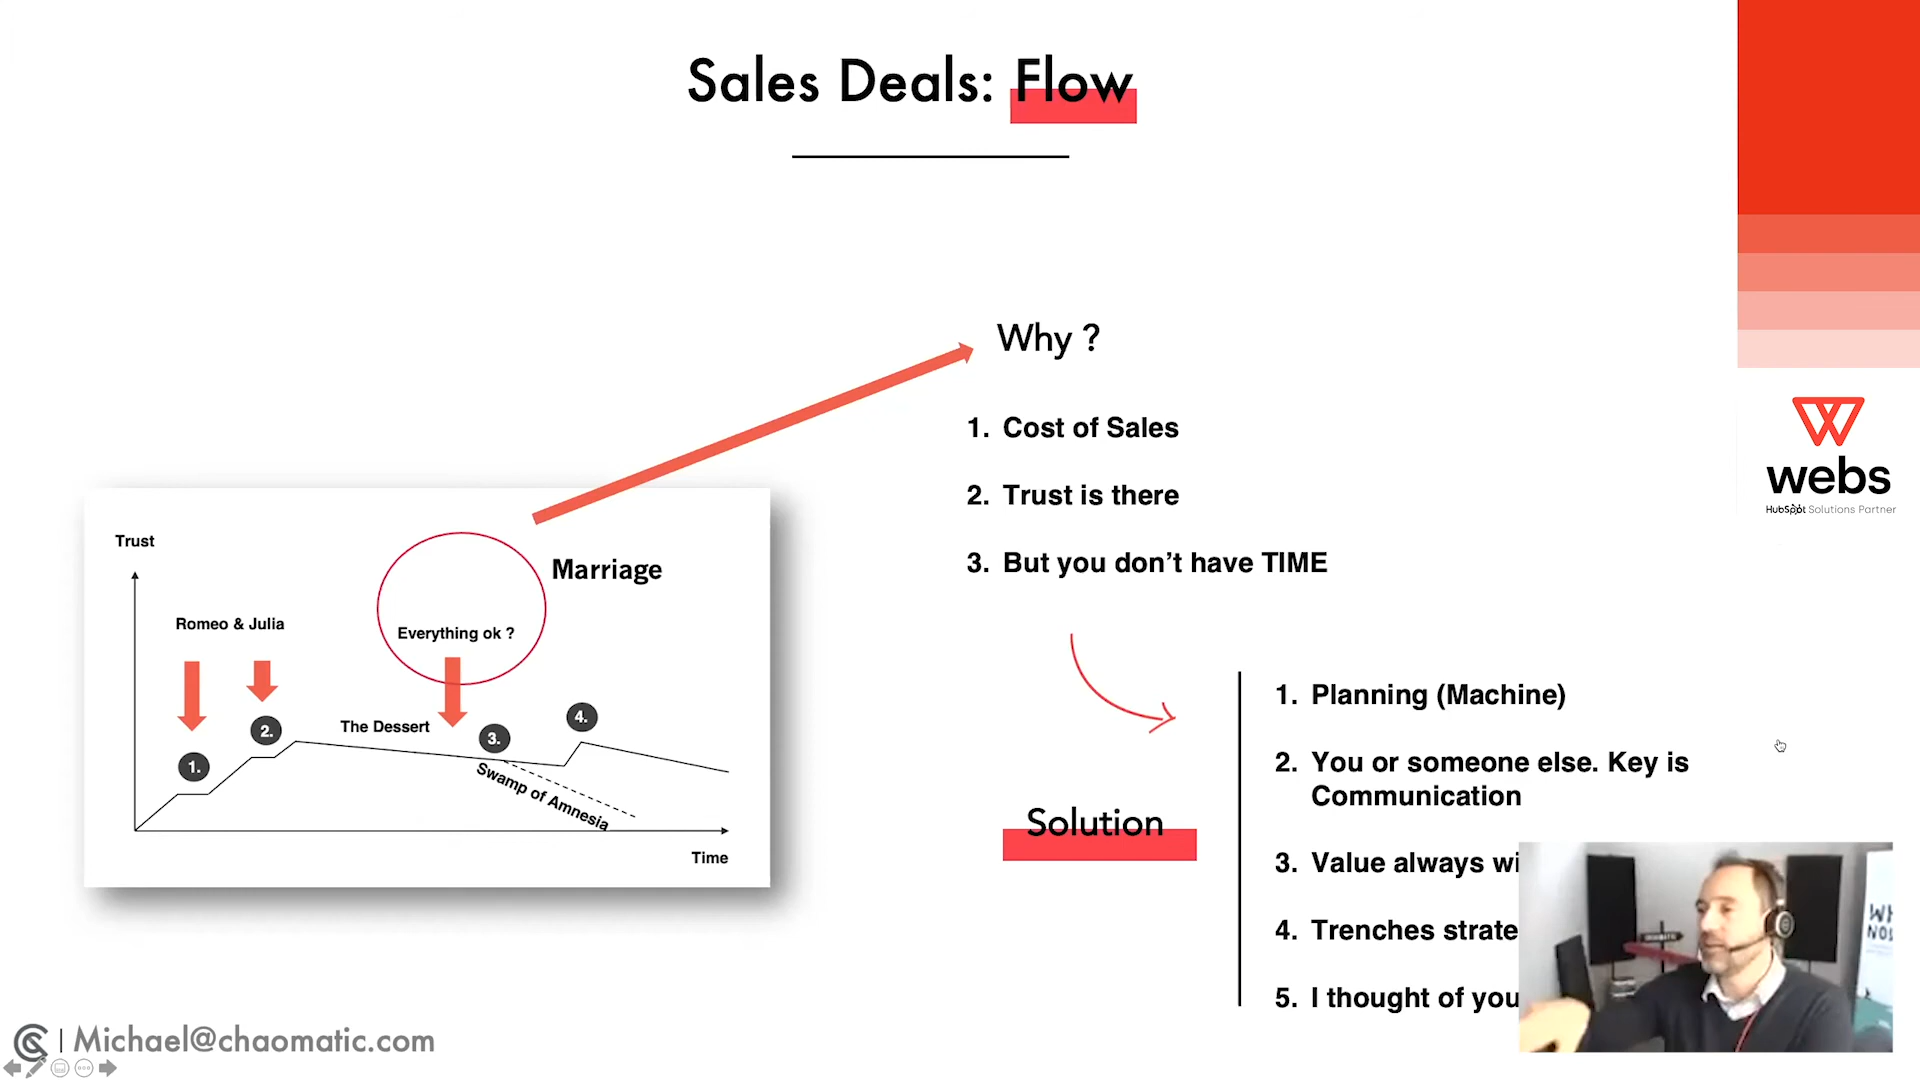 Sales Deals: Flow
Why ?
1. Cost of Sales
2. Trust is there
3. But you don't have TIME
webs
HubSpot Solutions Partner
Trust
Marriage
Romeo & Julia
Everything ok ?
The Dessert
1.
2.
3.
4.
Swamp of Amnesia
Time
Solution
1. Planning (Machine)
2. You or someone else. Key is
Communication
3. Value always wi
4. Trenches strate
5. I thought of you
WH
NOT
Michael@chaomatic.com